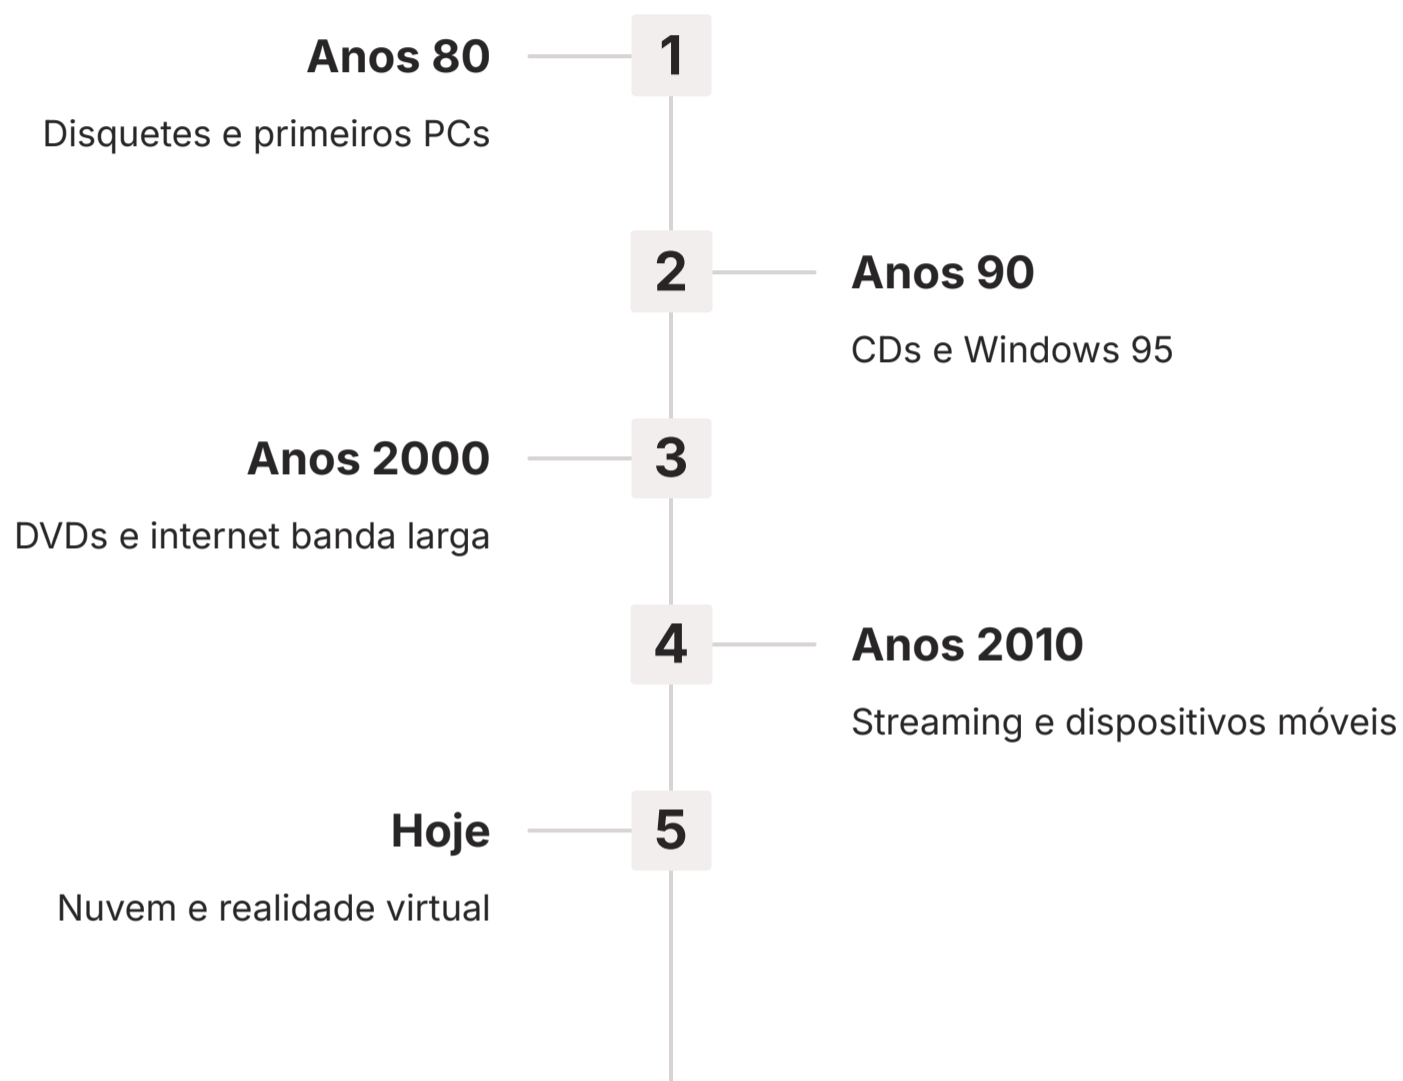 Anos 80
1
Disquetes e primeiros PCs
2
Anos 90
CDs e Windows 95
Anos 2000
3
DVDs e internet banda larga
4
Anos 2010
Streaming e dispositivos móveis
Hoje
5
Nuvem e realidade virtual